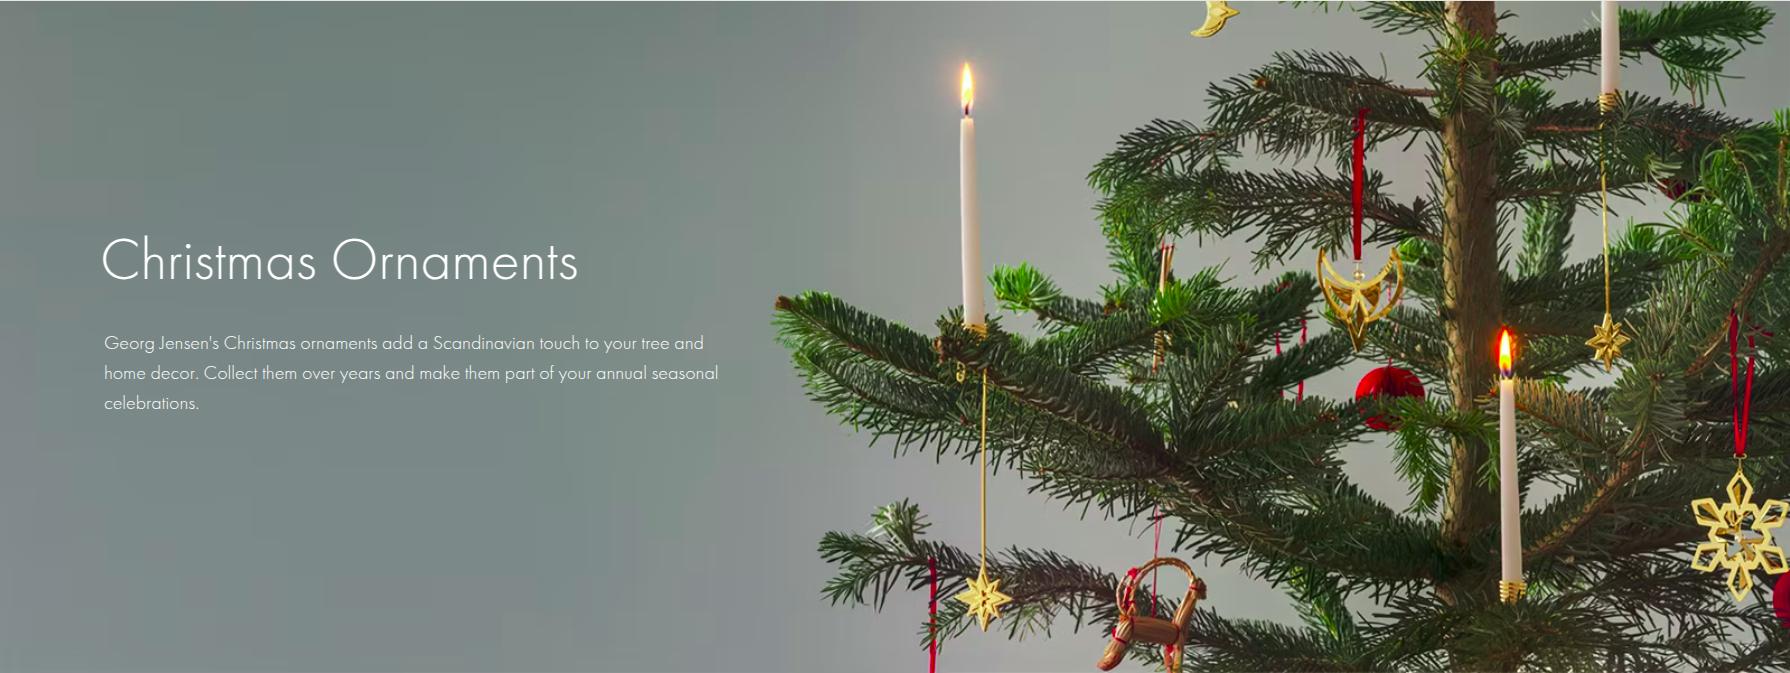 Christmas Ornaments
Georg Jensen's Christmas ornaments add a Scandinavian touch to your tree and
home decor. Collect them over years and make them part of your annual seasonal
celebrations.